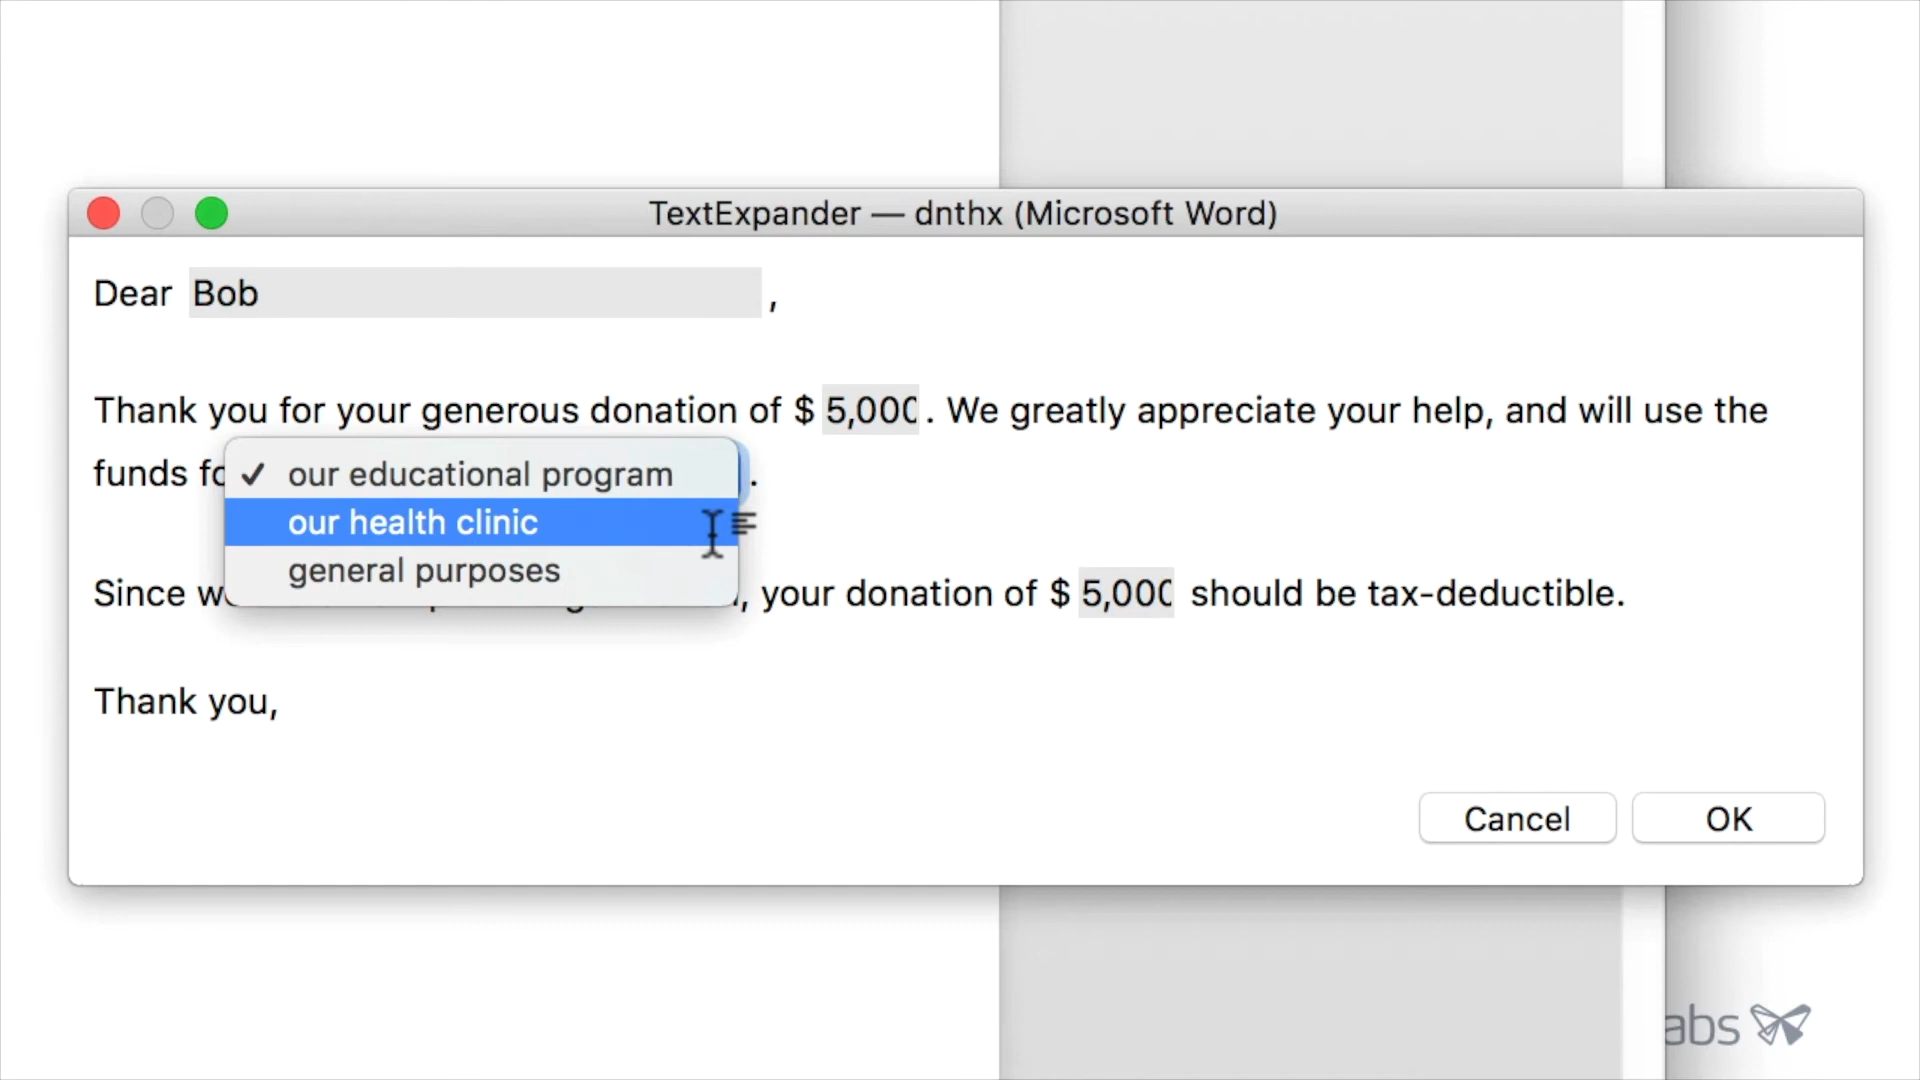 TextExpander — dnthx (Microsoft Word)
Dear Bob ,
Thank you for your generous donation of $ 5,000 . We greatly appreciate your help, and will use the
funds .
our educational program
our health clinic
general purposes
Since your donation of $ 5,000 should be tax-deductible.
Thank you,
Cancel OK
abs